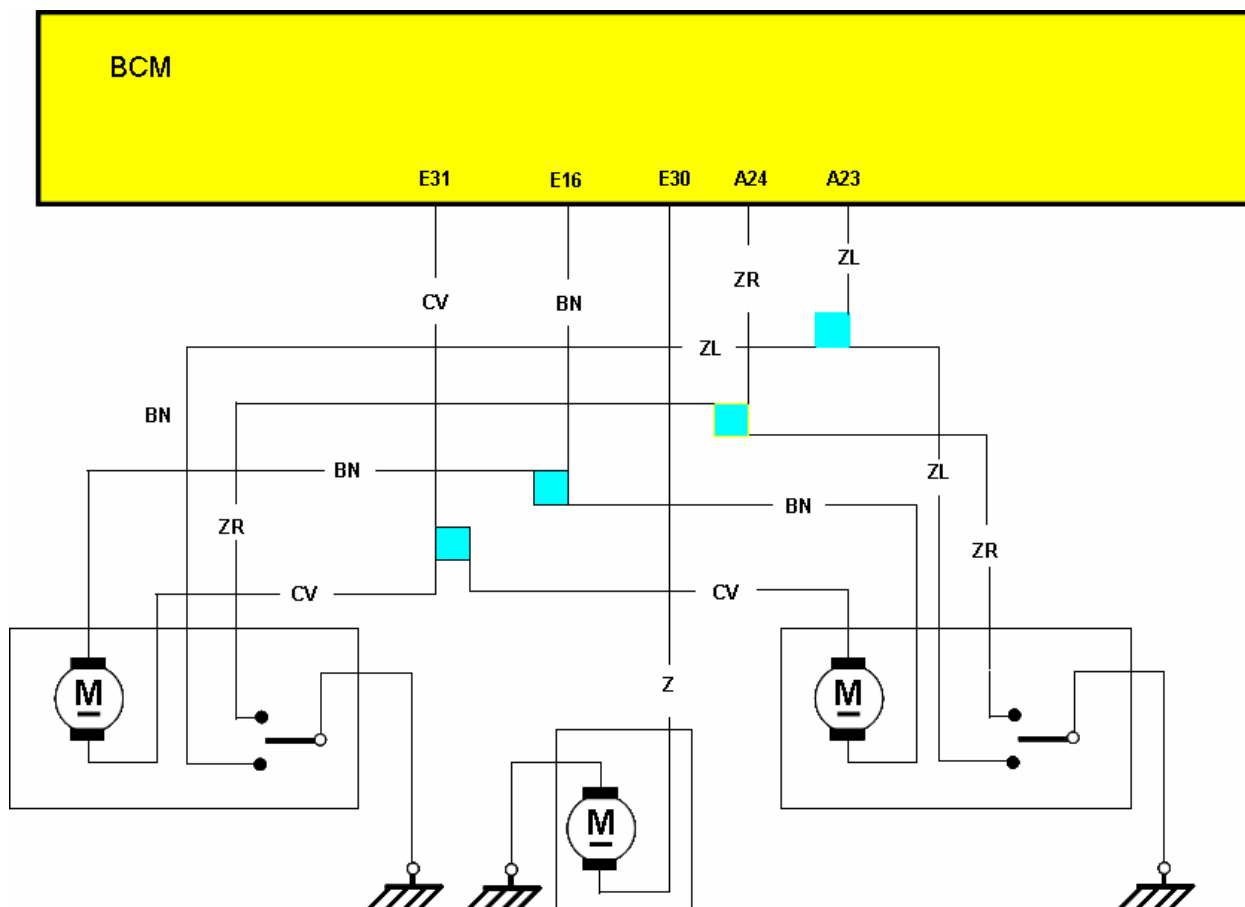 BCM
E31 E16 E30 A24 A23
ZL
ZR
CV BN
ZL
BN
BN ZL
BN
ZR
ZR
CV CV
Z
M M
M